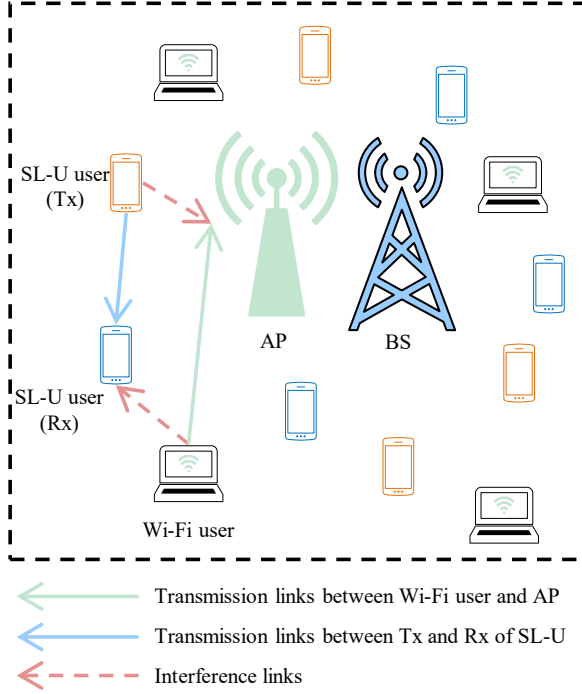 SL-U user
(Tx)
AP
BS
SL-U user
(Rx)
Wi-Fi user
Transmission links between Wi-Fi user and AP
Transmission links between Tx and Rx of SL-U
Interference links